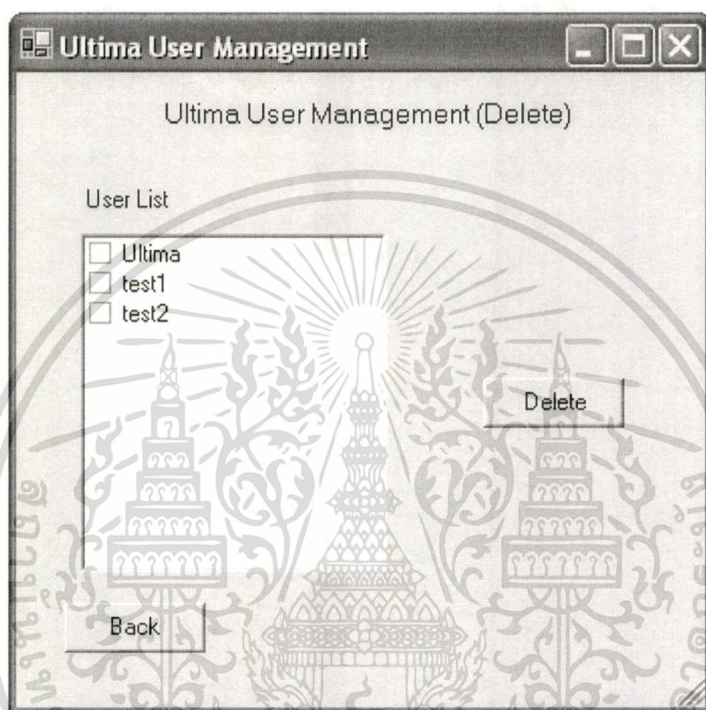 Ultima User Management
Ultima User Management (Delete)
User List
Ultima
test1
test2
Delete
Back